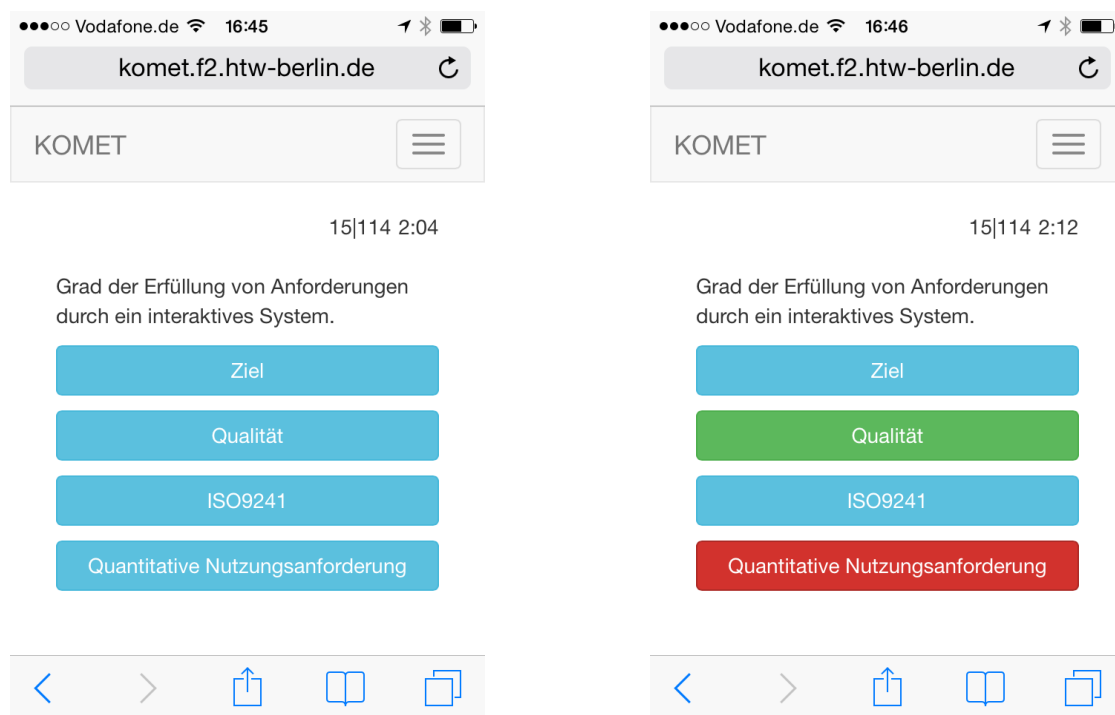 Vodafone.de 16:45
komet.f2.htw-berlin.de
KOMET
15|114 2:04
Grad der Erfüllung von Anforderungen
durch ein interaktives System.
Ziel
Qualität
ISO9241
Quantitative Nutzungsanforderung
Vodafone.de 16:46
komet.f2.htw-berlin.de
KOMET
15|114 2:12
Grad der Erfüllung von Anforderungen
durch ein interaktives System.
Ziel
Qualität
ISO9241
Quantitative Nutzungsanforderung